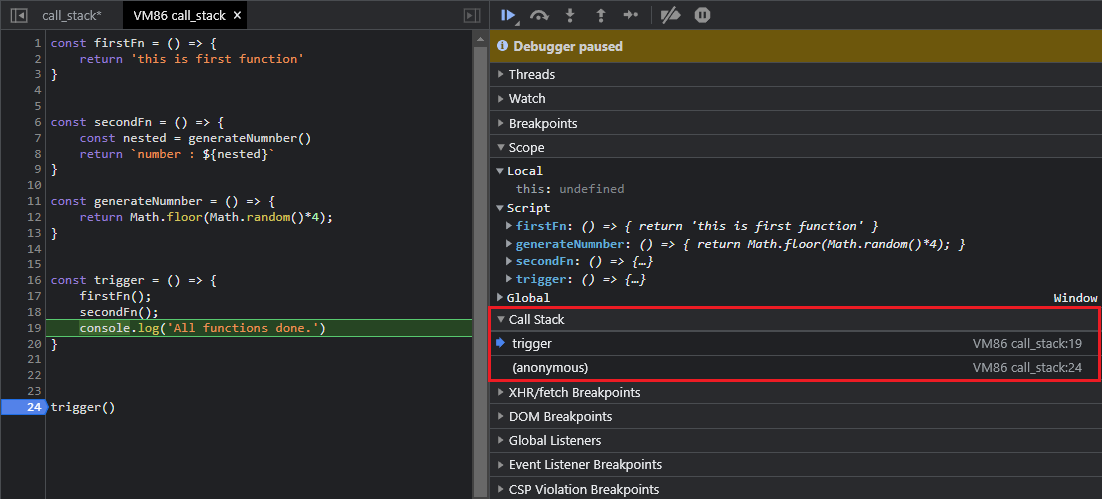 call_stack*
VM86 call_stack ×
1 const firstFn = () => {
2 return 'this is first function'
3 }
4
5
6 const secondFn = () => {
7 const nested = generateNumnber()
8 return `number : ${nested}`
9 }
10
11 const generateNumnber = () => {
12 return Math.floor(Math.random()*4);
13 }
14
15
16 const trigger = () => {
17 firstFn();
18 secondFn();
19 console.log('All functions done.')
20 }
21
22
23
24 trigger()
Debugger paused
Threads
Watch
Breakpoints
Scope
Local
this: undefined
Script
firstFn: () => { return 'this is first function' }
generateNumnber: () => { return Math.floor(Math.random()*4); }
secondFn: () => {…}
trigger: () => {…}
Global Window
Call Stack
trigger VM86 call_stack:19
(anonymous) VM86 call_stack:24
XHR/fetch Breakpoints
DOM Breakpoints
Global Listeners
Event Listener Breakpoints
CSP Violation Breakpoints